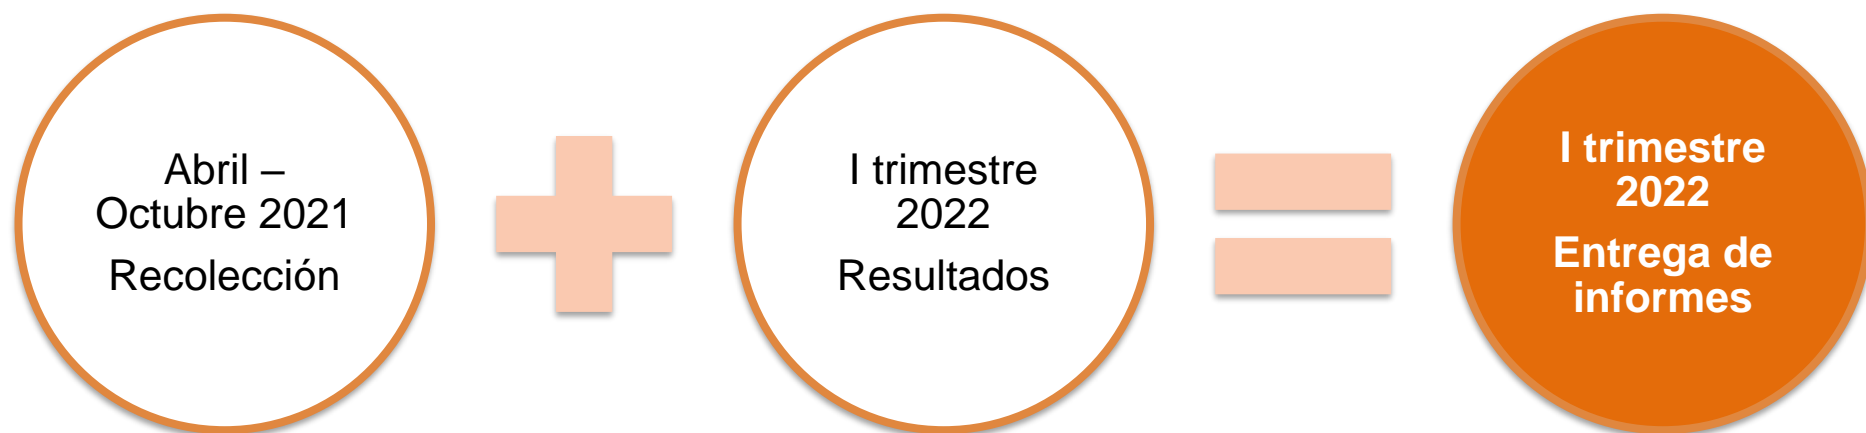 Abril –
Octubre 2021
Recolección
I trimestre
2022
Resultados
I trimestre
2022
Entrega de
informes